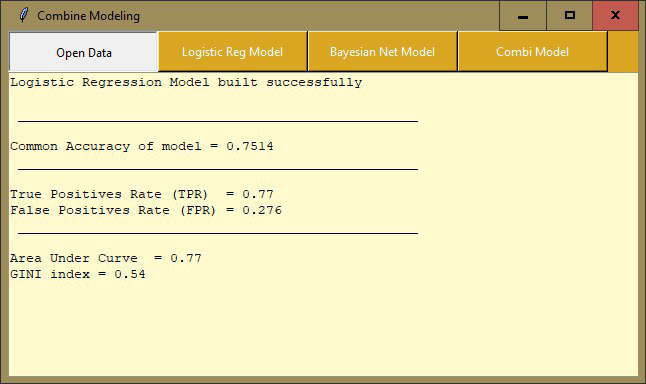 Combine Modeling
Open Data Logistic Reg Model Bayesian Net Model Combi Model
Logistic Regression Model built successfully
Common Accuracy of model = 0.7514
True Positives Rate (TPR)  = 0.77
False Positives Rate (FPR) = 0.276
Area Under Curve  = 0.77
GINI index = 0.54